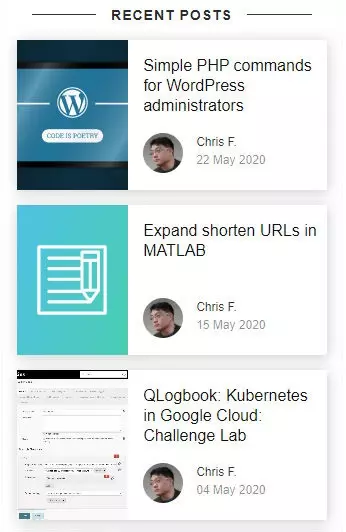 RECENT POSTS
Simple PHP commands
for WordPress
administrators
CODE IS POETRY
Chris F.
22 May 2020
Expand shorten URLs in
MATLAB
Chris F.
15 May 2020
QLogbook: Kubernetes
in Google Cloud:
Challenge Lab
Chris F.
04 May 2020